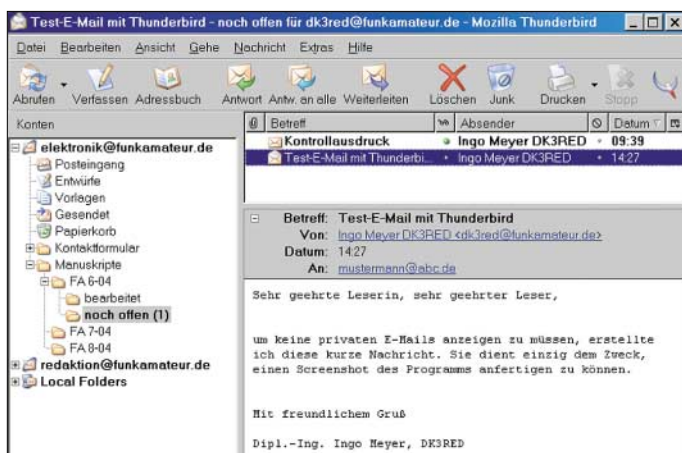 Test-E-Mail mit Thunderbird - noch offen für dk3red@funkamateur.de - Mozilla Thunderbird
Datei Bearbeiten Ansicht Gehe Nachricht Extras Hilfe
Abrufen Verfassen Adressbuch Antwort Antw. an alle Weiterleiten Löschen Junk Drucken Stopp
Konten
elektronik@funkamateur.de
Posteingang
Entwürfe
Vorlagen
Gesendet
Papierkorb
Kontaktformular
Manuskripte
FA 6-04
bearbeitet
noch offen (1)
FA 7-04
FA 8-04
redaktion@funkamateur.de
Local Folders
Betreff Absender Datum
Kontrollausdruck Ingo Meyer DK3RED 09:39
Test-E-Mail mit Thunderbi... Ingo Meyer DK3RED 14:27
Betreff: Test-E-Mail mit Thunderbird
Von: Ingo Meyer DK3RED <dk3red@funkamateur.de>
Datum: 14:27
An: mustermann@abc.de
Sehr geehrte Leserin, sehr geehrter Leser,
um keine privaten E-Mails anzeigen zu müssen, erstellte
ich diese kurze Nachricht. Sie dient einzig dem Zweck,
einen Screenshot des Programms anfertigen zu können.
Mit freundlichem Gruß
Dipl.-Ing. Ingo Meyer, DK3RED